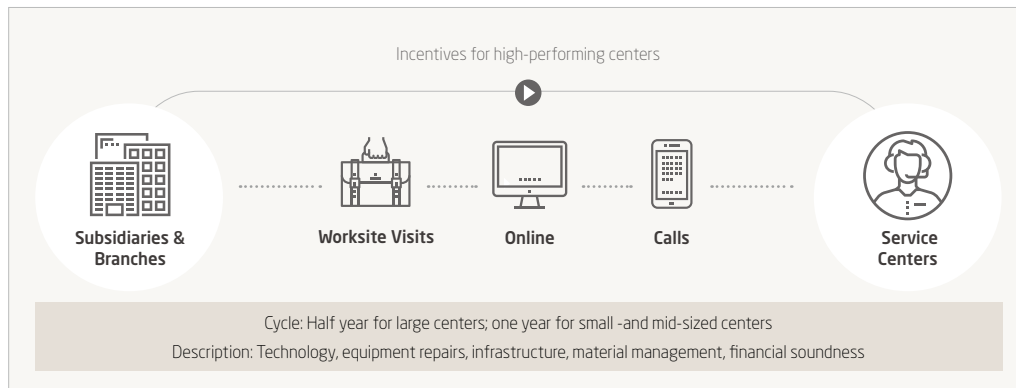 Incentives for high-performing centers
Subsidiaries &
Branches
Worksite Visits
Online
Calls
Service
Centers
Cycle: Half year for large centers; one year for small -and mid-sized centers
Description: Technology, equipment repairs, infrastructure, material management, financial soundness